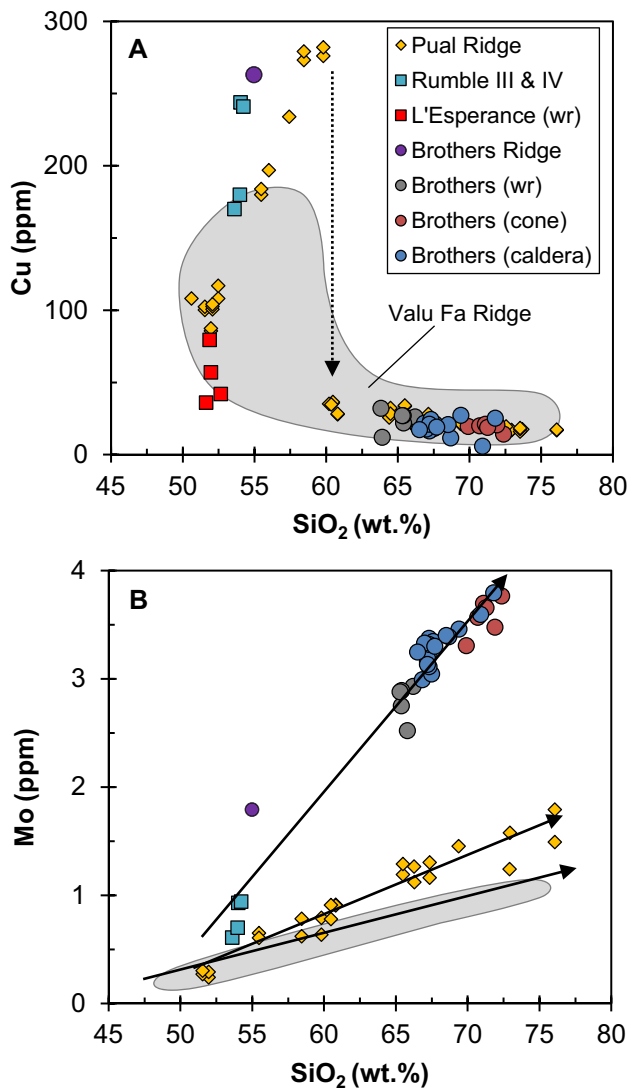 A
300
200
100
0
Cu (ppm)
Pual Ridge
Rumble III & IV
L'Esperance (wr)
Brothers Ridge
Brothers (wr)
Brothers (cone)
Brothers (caldera)
Valu Fa Ridge
45 50 55 60 65 70 75 80
SiO₂ (wt.%)
B
4
3
2
1
0
Mo (ppm)
45 50 55 60 65 70 75 80
SiO₂ (wt.%)